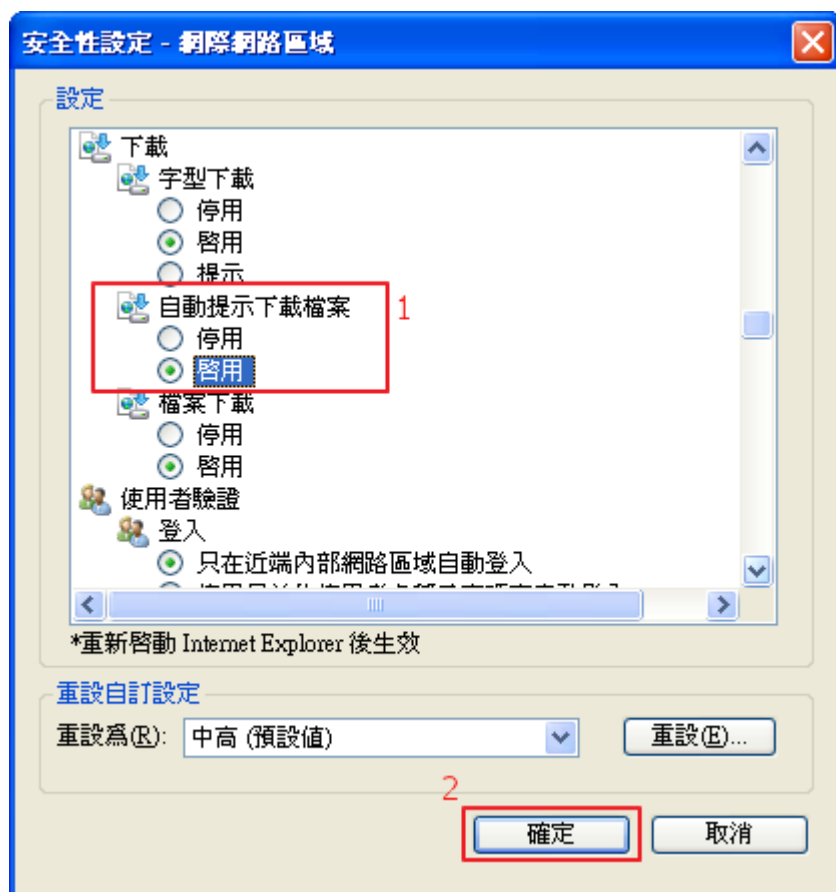 安全性設定 - 網際網路區域
設定
下載
字型下載
停用
啓用
提示
自動提示下載檔案
1
停用
啓用
檔案下載
停用
啓用
使用者驗證
登入
只在近端內部網路區域自動登入
*重新啓動 Internet Explorer 後生效
重設自訂設定
重設爲(R):
中高 (預設值)
重設(E)...
2
確定
取消